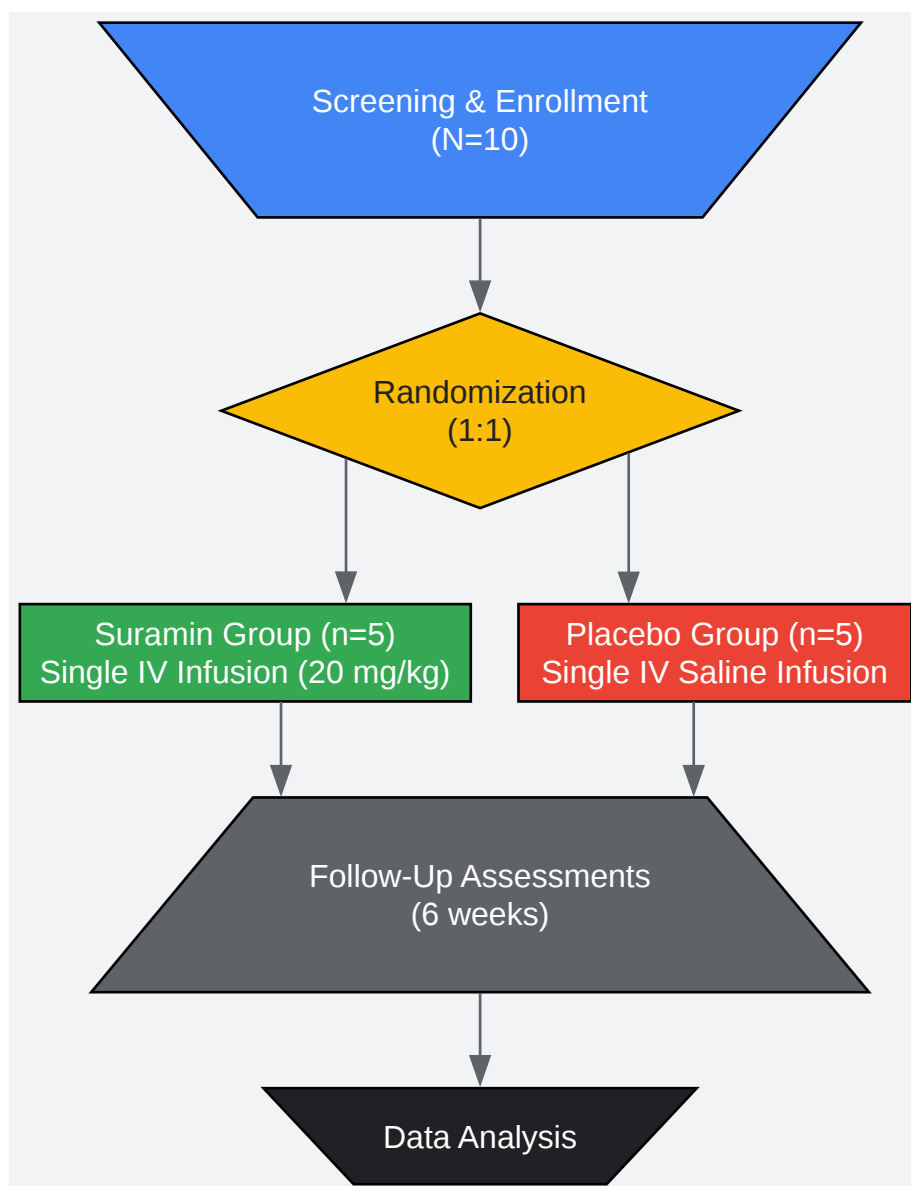 Screening & Enrollment
(N=10)
Randomization
(1:1)
Suramin Group (n=5)
Single IV Infusion (20 mg/kg)
Placebo Group (n=5)
Single IV Saline Infusion
Follow-Up Assessments
(6 weeks)
Data Analysis